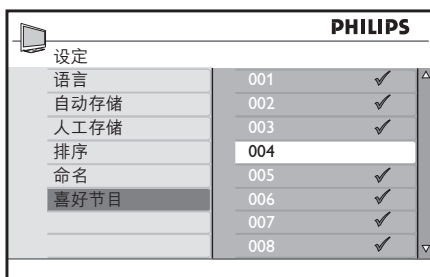 PHILIPS
设定
语言
自动存储
人工存储
排序
命名
喜好节目
001 ✓
002 ✓
003 ✓
004
005 ✓
006 ✓
007 ✓
008 ✓